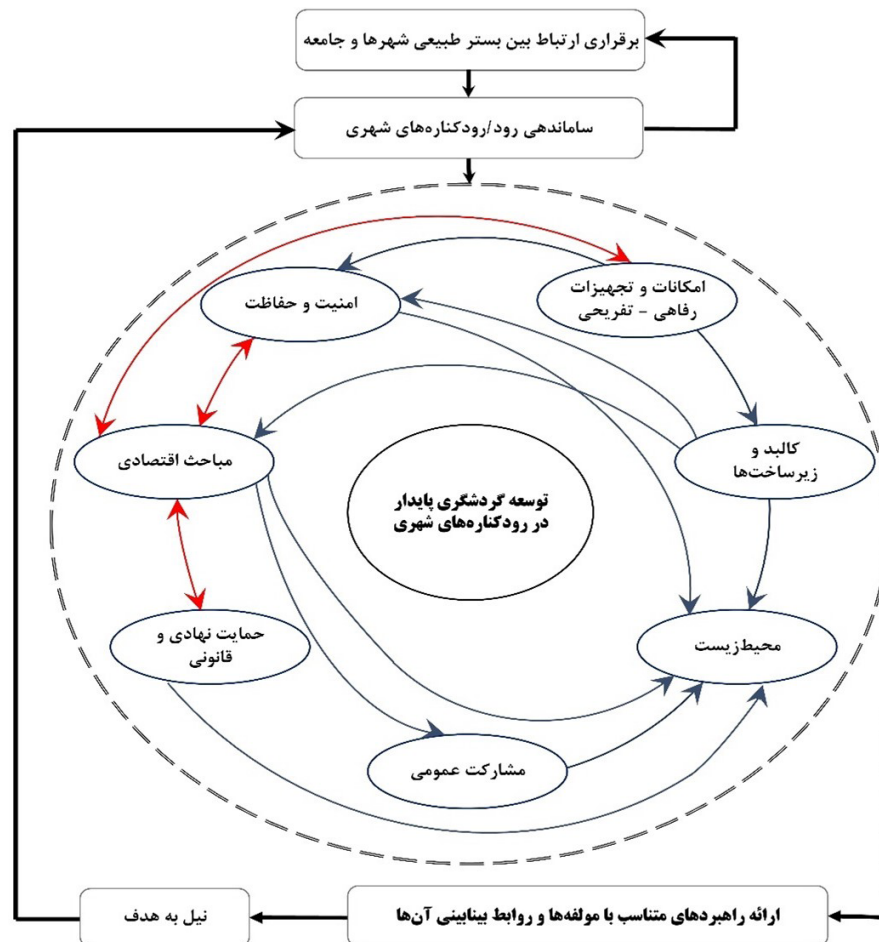 برقراری ارتباط بین بستر طبیعی شهرها و جامعه
ساماندهی رود/رودکناره‌های شهری
امکانات و تجهیزات
رفاهی - تفریحی
امنیت و حفاظت
کالبد و
زیرساخت‌ها
مباحث اقتصادی
توسعه گردشگری پایدار
در رودکناره‌های شهری
حمایت نهادی و
قانونی
محیط‌زیست
مشارکت عمومی
ارائه راهبردهای متناسب با مولفه‌ها و روابط بینابینی آن‌ها
نیل به هدف